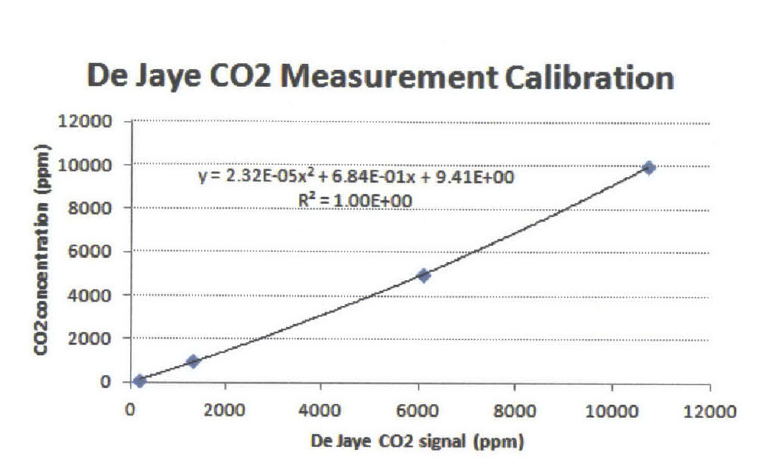 De Jaye CO2 Measurement Calibration
12000
10000
y = 2.32E-05x² + 6.84E-01x + 9.41E+00
R² = 1.00E+00
8000
6000
4000
2000
0
CO2concentration (ppm)
0 2000 4000 6000 8000 10000 12000
De Jaye CO2 signal (ppm)